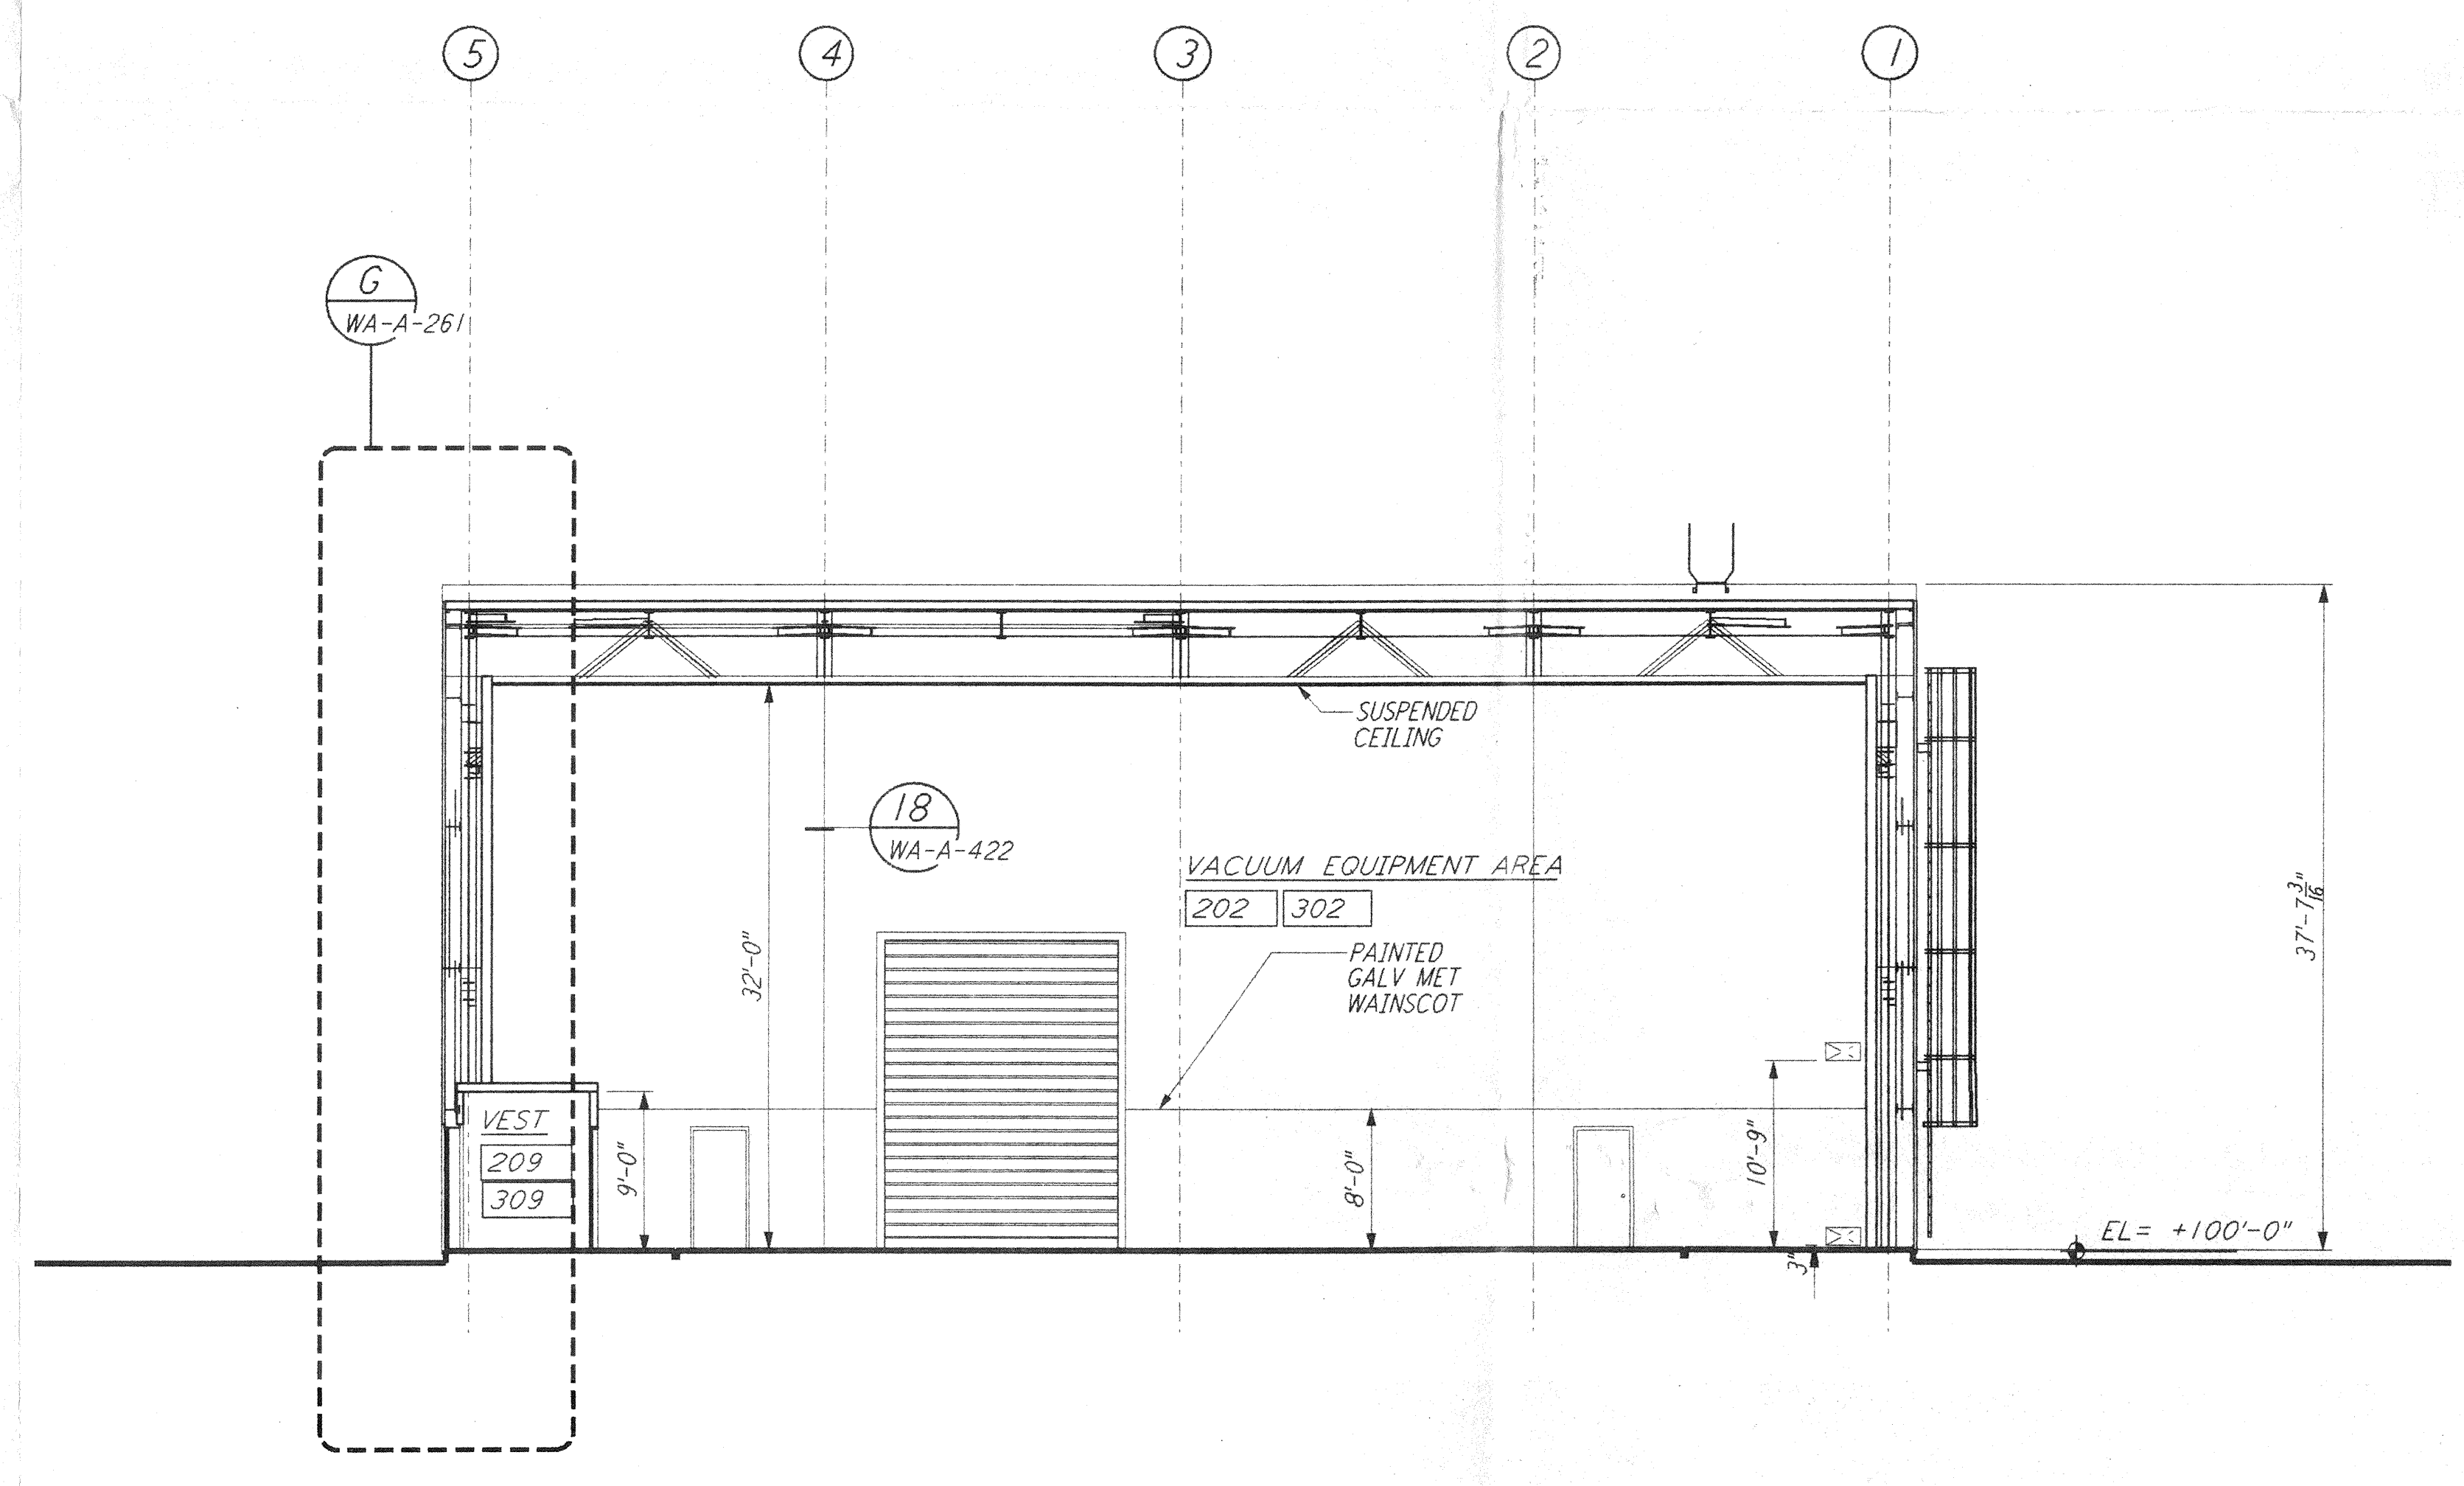 5
4
3
2
1
G
WA-A-261
SUSPENDED
CEILING
18
WA-A-422
VACUUM EQUIPMENT AREA
202
302
37'-7 3/16"
32'-0"
PAINTED
GALV MET
WAINSCOT
VEST
209
309
9'-0"
8'-0"
10'-9"
3"
EL= +100'-0"